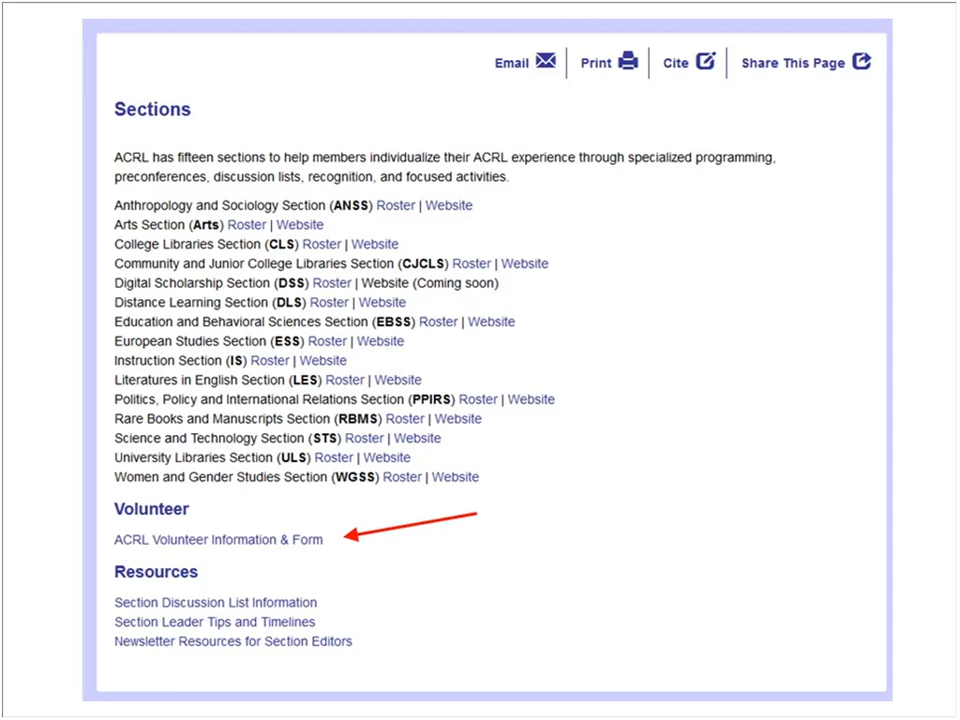 Email Print Cite Share This Page
Sections
ACRL has fifteen sections to help members individualize their ACRL experience through specialized programming,
preconferences, discussion lists, recognition, and focused activities.
Anthropology and Sociology Section (ANSS) Roster | Website
Arts Section (Arts) Roster | Website
College Libraries Section (CLS) Roster | Website
Community and Junior College Libraries Section (CJCLS) Roster | Website
Digital Scholarship Section (DSS) Roster | Website (Coming soon)
Distance Learning Section (DLS) Roster | Website
Education and Behavioral Sciences Section (EBSS) Roster | Website
European Studies Section (ESS) Roster | Website
Instruction Section (IS) Roster | Website
Literatures in English Section (LES) Roster | Website
Politics, Policy and International Relations Section (PPIRS) Roster | Website
Rare Books and Manuscripts Section (RBMS) Roster | Website
Science and Technology Section (STS) Roster | Website
University Libraries Section (ULS) Roster | Website
Women and Gender Studies Section (WGSS) Roster | Website
Volunteer
ACRL Volunteer Information & Form
Resources
Section Discussion List Information
Section Leader Tips and Timelines
Newsletter Resources for Section Editors